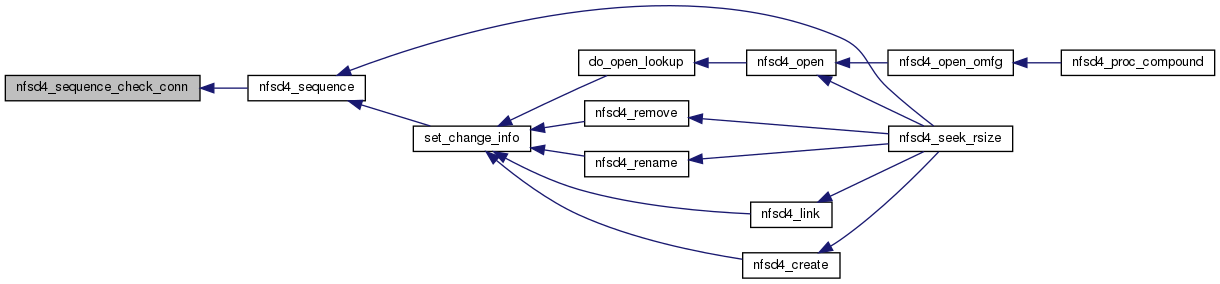 nfsd4_sequence_check_conn
nfsd4_sequence
set_change_info
do_open_lookup
nfsd4_remove
nfsd4_rename
nfsd4_link
nfsd4_create
nfsd4_open
nfsd4_open_omfg
nfsd4_proc_compound
nfsd4_seek_rsize